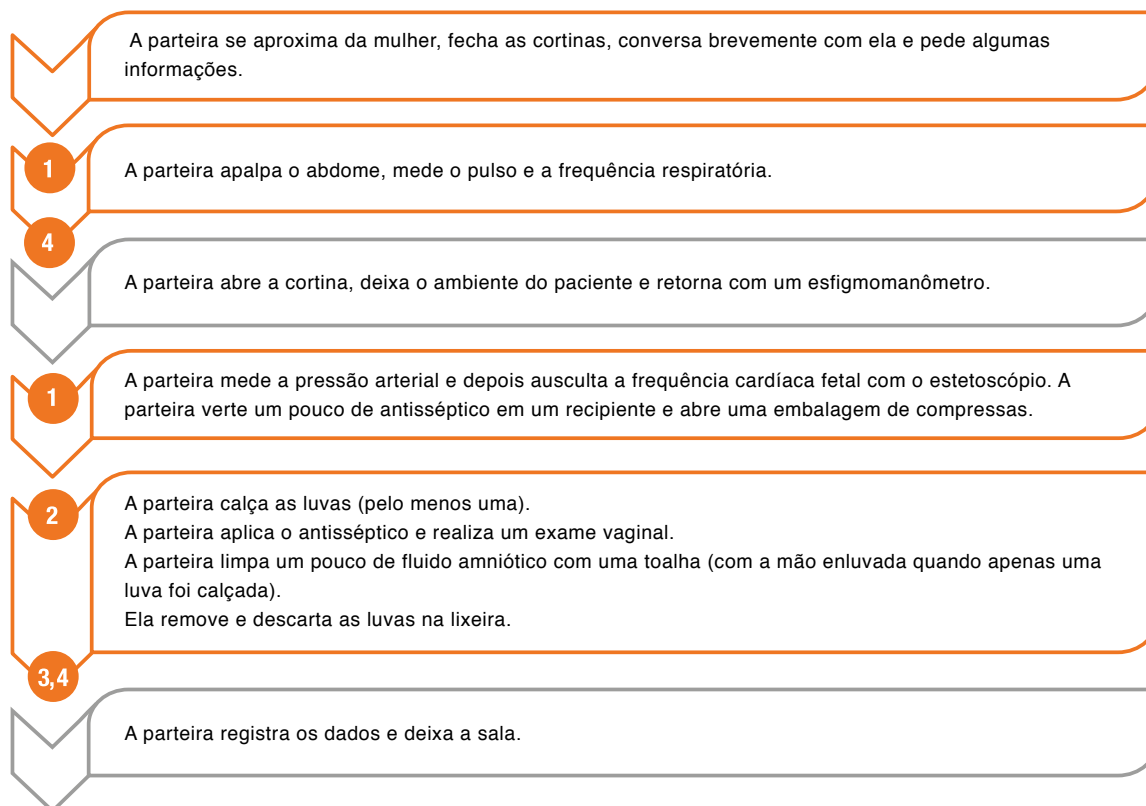 A parteira se aproxima da mulher, fecha as cortinas, conversa brevemente com ela e pede algumas
informações.
1
A parteira apalpa o abdome, mede o pulso e a frequência respiratória.
4
A parteira abre a cortina, deixa o ambiente do paciente e retorna com um esfigmomanômetro.
1
A parteira mede a pressão arterial e depois ausculta a frequência cardíaca fetal com o estetoscópio. A
parteira verte um pouco de antisséptico em um recipiente e abre uma embalagem de compressas.
2
A parteira calça as luvas (pelo menos uma).
A parteira aplica o antisséptico e realiza um exame vaginal.
A parteira limpa um pouco de fluido amniótico com uma toalha (com a mão enluvada quando apenas uma
luva foi calçada).
Ela remove e descarta as luvas na lixeira.
3,4
A parteira registra os dados e deixa a sala.